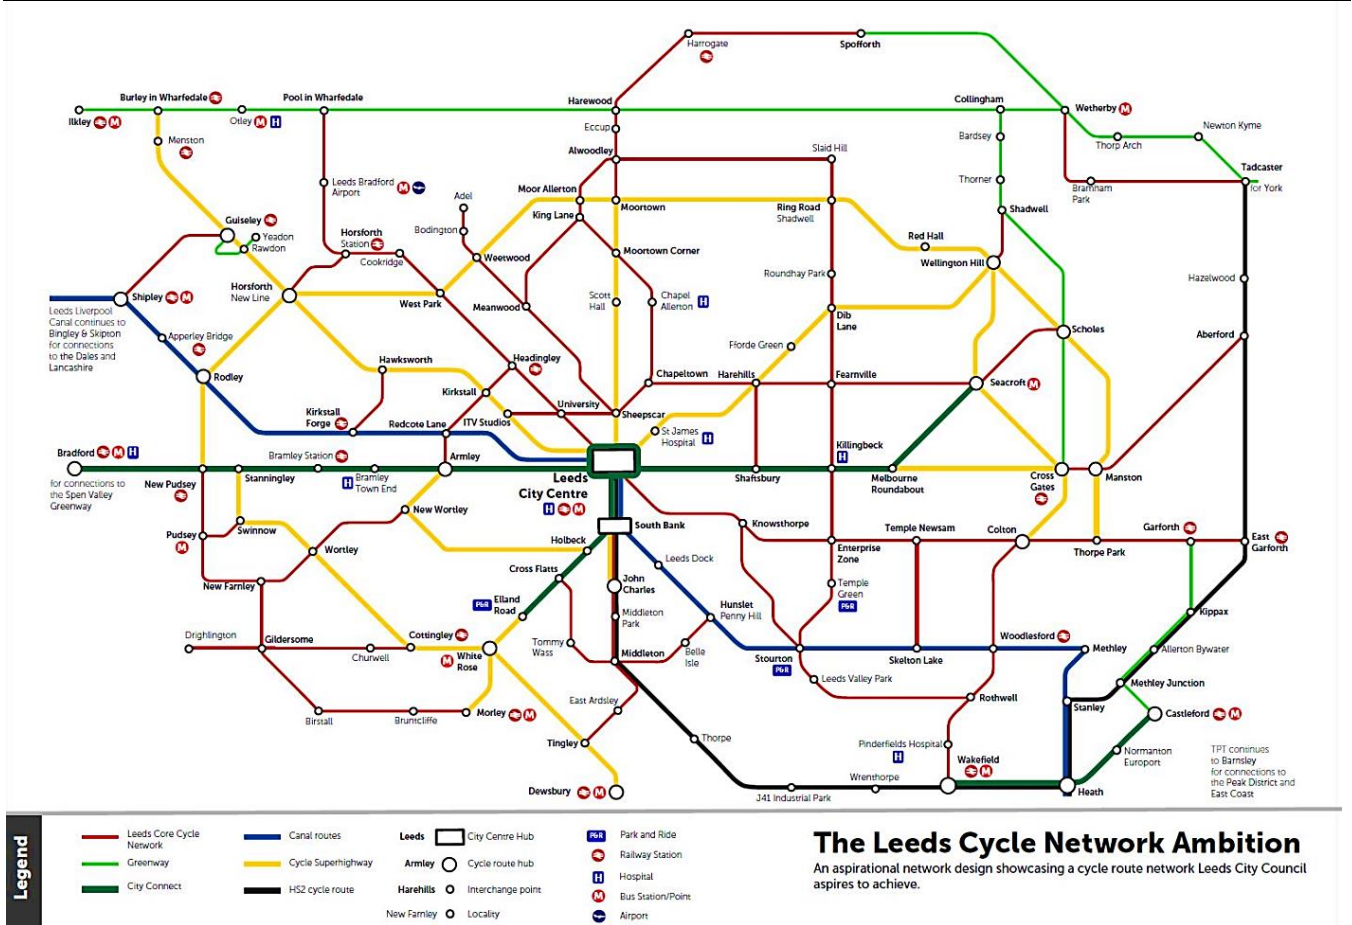 Harrogate
Spofforth
Burley in Wharfedale
Pool in Wharfedale
Harewood
Collingham
Wetherby M
Ilkley M
Otley M H
Eccup
Bardsey
Newton Kyme
Menston
Alwoodley
Slaid Hill
Thorp Arch
Tadcaster
for York
Leeds Bradford
Airport
M
Moor Allerton
Thorner
Bramham
Park
Adel
King Lane
Moortown
Ring Road
Shadwell
Shadwell
Guiseley
Yeadon
Rawdon
Horsforth
Station
Cookridge
Bodington
Weetwood
Moortown Corner
Red Hall
Wellington Hill
Horsforth
New Line
Roundhay Park
Hazelwood
Shipley M
West Park
Meanwood
Scott
Hall
Chapel
Allerton
H
Leeds Liverpool
Canal continues to
Bingley & Skipton
for connections
to the Dales and
Lancashire
Dib
Lane
Scholes
Aberford
Apperley Bridge
Fforde Green
Rodley
Hawksworth
Headingley
Chapeltown
Harehills
Fearnville
Seacroft M
Kirkstall
University
Kirkstall
Forge
Redcote Lane
ITV Studios
Sheepscar
St James
Hospital
H
Killingbeck
H
Bradford M H
for connections to
the Spen Valley
Greenway
Bramley Station
Armley
New Pudsey
Stanningley
H
Bramley
Town End
Leeds
City Centre
H M
Shaftsbury
Melbourne
Roundabout
Cross
Gates
Manston
New Wortley
South Bank
Knowsthorpe
Temple Newsam
Colton
Garforth
Pudsey
M
Swinnow
Wortley
Holbeck
Leeds Dock
Enterprise
Zone
Thorpe Park
East
Garforth
New Farnley
Cross Flatts
John
Charles
Temple
Green
P&R
P&R
Elland
Road
Middleton
Park
Hunslet
Penny Hill
Kippax
Drighlington
Gildersome
Churwell
Cottingley
M
White
Rose
Tommy
Wass
Middleton
Belle
Isle
Stourton
P&R
Skelton Lake
Woodlesford
Methley
Allerton Bywater
Leeds Valley Park
Rothwell
Methley Junction
Birstall
Bruntcliffe
Morley M
East Ardsley
Stanley
Castleford M
Tingley
Thorpe
Pinderfields Hospital
H
Normanton
Europort
TPT continues
to Barnsley
for connections to
the Peak District and
East Coast
Wakefield
M
Dewsbury M
J41 Industrial Park
Wrenthorpe
Heath
Legend
Leeds Core Cycle
Network
Greenway
City Connect
Canal routes
Cycle Superhighway
HS2 cycle route
Leeds City Centre Hub
Armley Cycle route hub
Harehills Interchange point
New Farnley Locality
P&R Park and Ride
Railway Station
H Hospital
M Bus Station/Point
Airport
The Leeds Cycle Network Ambition
An aspirational network design showcasing a cycle route network Leeds City Council
aspires to achieve.